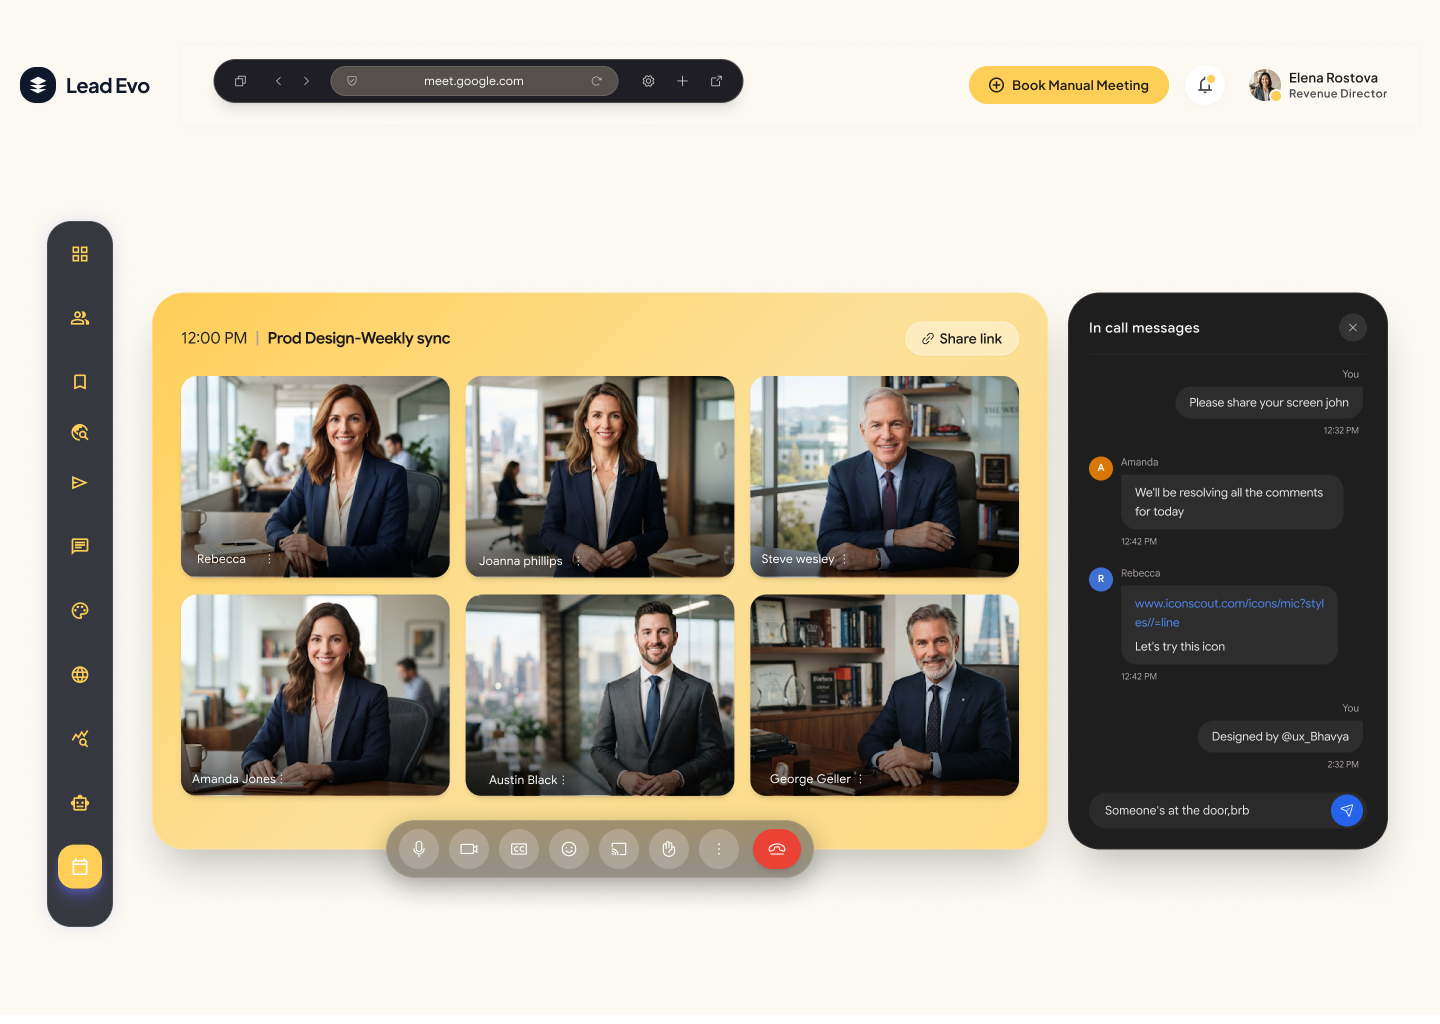 Lead Evo
meet.google.com
Book Manual Meeting
Elena Rostova
Revenue Director
12:00 PM | Prod Design-Weekly sync
Share link
Rebecca
Joanna phillips
Steve wesley
Amanda Jones
Austin Black
George Geller
Forbes
Global
CC
In call messages
You
Please share your screen john
12:32 PM
A
Amanda
We'll be resolving all the comments
for today
12:42 PM
R
Rebecca
www.iconscout.com/icons/mic?styl
es//=line
Let's try this icon
12:42 PM
You
Designed by @ux_Bhavya
2:32 PM
Someone's at the door,brb